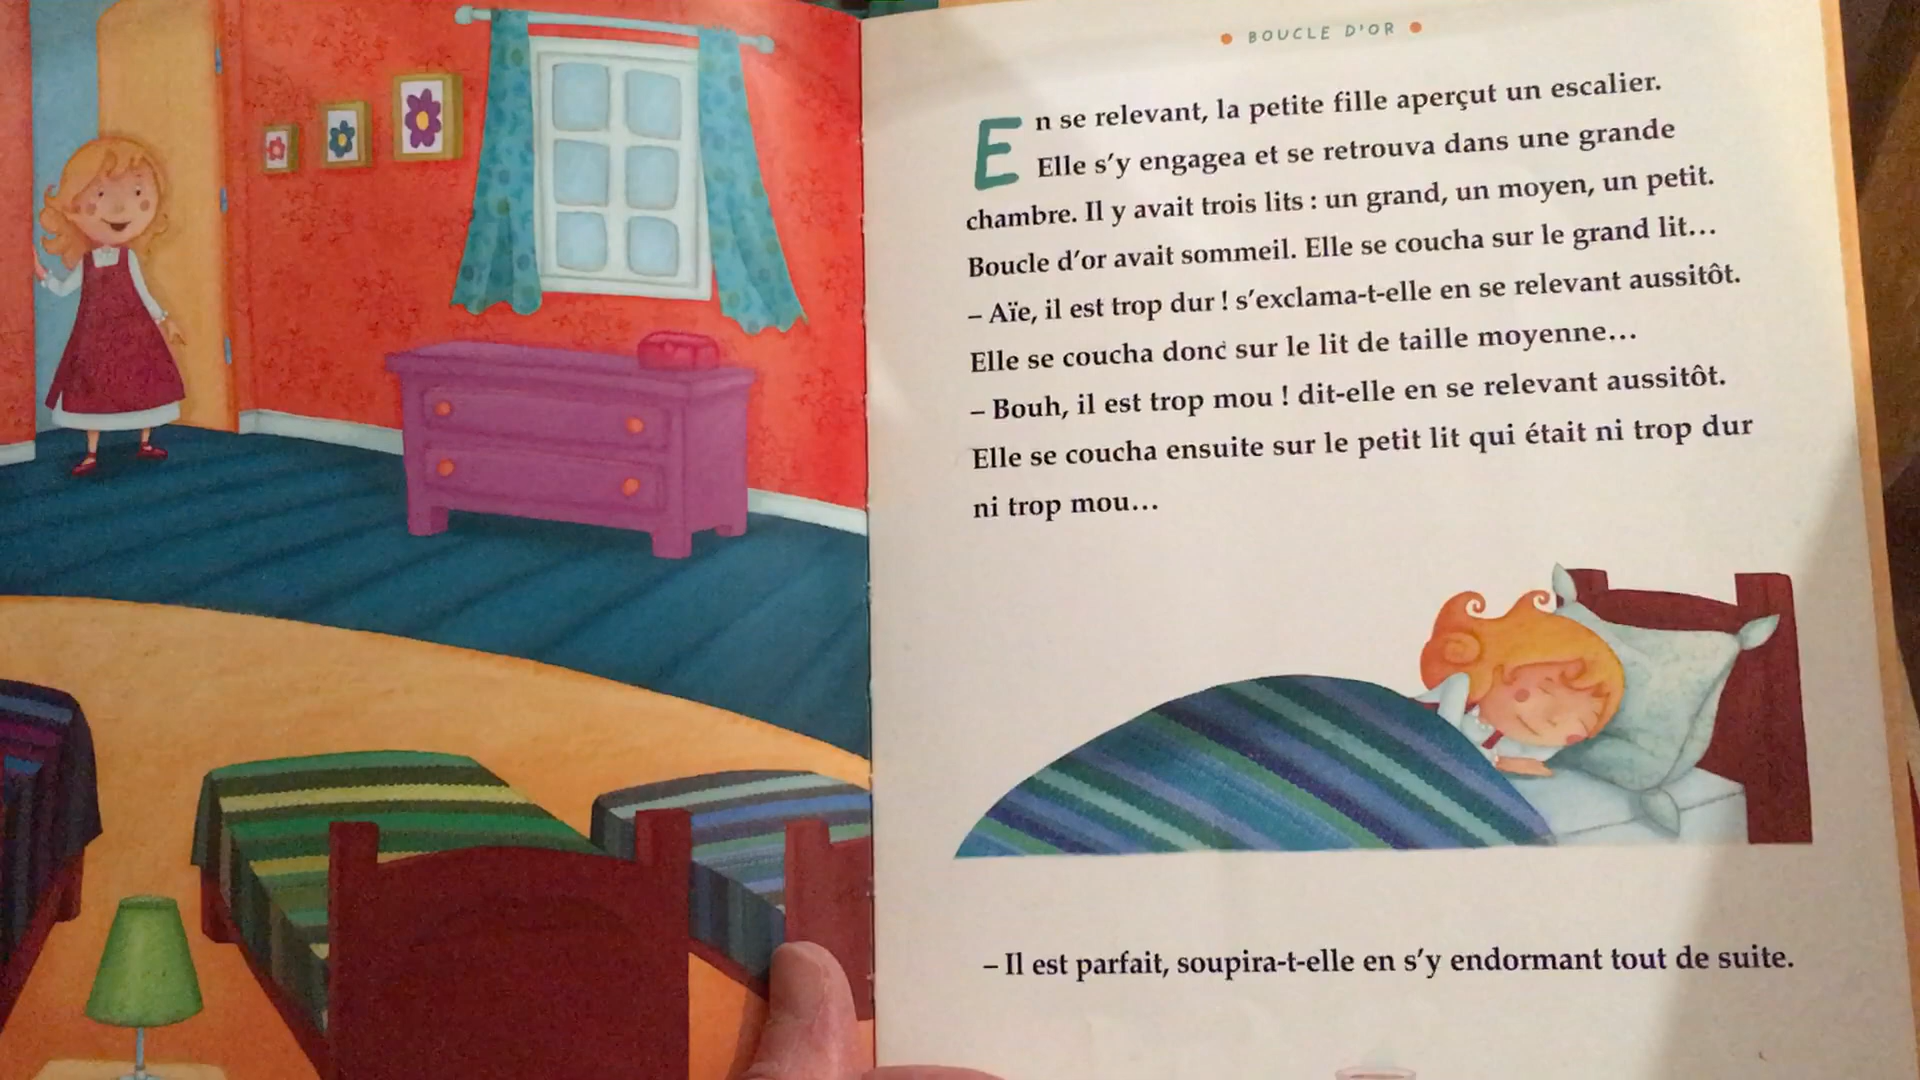 BOUCLE D'OR
En se relevant, la petite fille aperçut un escalier.
Elle s'y engagea et se retrouva dans une grande
chambre. Il y avait trois lits : un grand, un moyen, un petit.
Boucle d'or avait sommeil. Elle se coucha sur le grand lit…
– Aïe, il est trop dur ! s'exclama-t-elle en se relevant aussitôt.
Elle se coucha donc sur le lit de taille moyenne…
– Bouh, il est trop mou ! dit-elle en se relevant aussitôt.
Elle se coucha ensuite sur le petit lit qui était ni trop dur
ni trop mou…
– Il est parfait, soupira-t-elle en s'y endormant tout de suite.